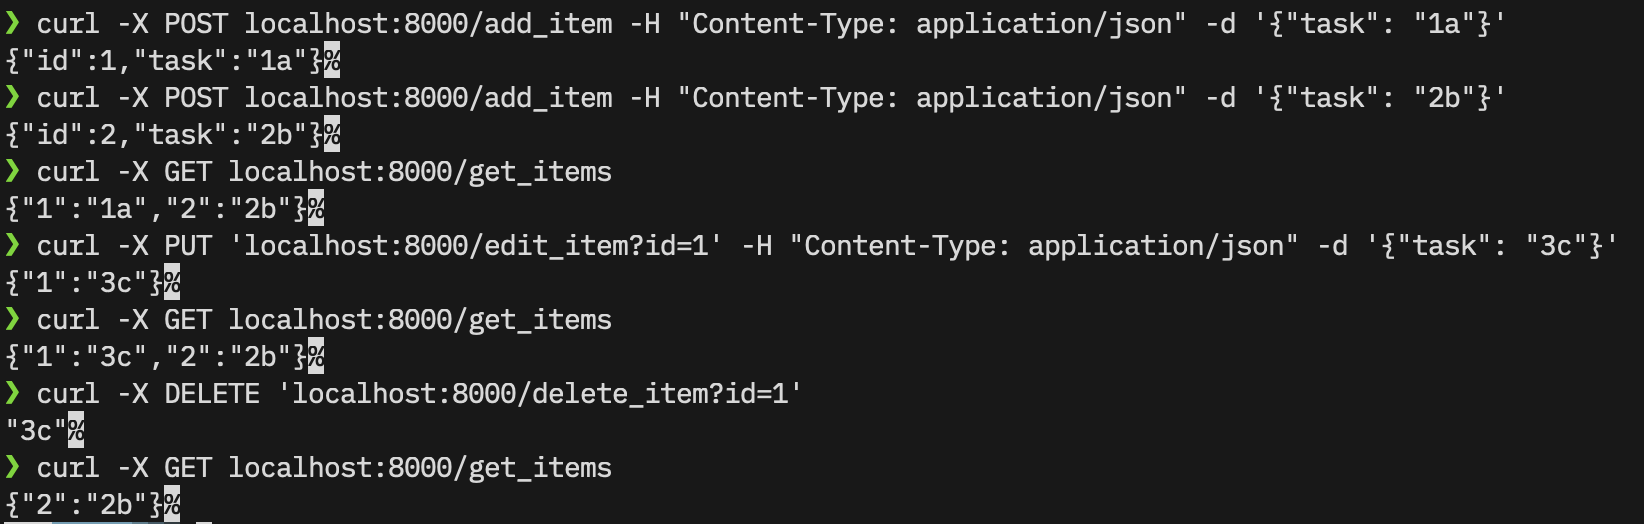 ❯ curl -X POST localhost:8000/add_item -H "Content-Type: application/json" -d '{"task": "1a"}'
{"id":1,"task":"1a"}%
❯ curl -X POST localhost:8000/add_item -H "Content-Type: application/json" -d '{"task": "2b"}'
{"id":2,"task":"2b"}%
❯ curl -X GET localhost:8000/get_items
{"1":"1a","2":"2b"}%
❯ curl -X PUT 'localhost:8000/edit_item?id=1' -H "Content-Type: application/json" -d '{"task": "3c"}'
{"1":"3c"}%
❯ curl -X GET localhost:8000/get_items
{"1":"3c","2":"2b"}%
❯ curl -X DELETE 'localhost:8000/delete_item?id=1'
"3c"%
❯ curl -X GET localhost:8000/get_items
{"2":"2b"}%